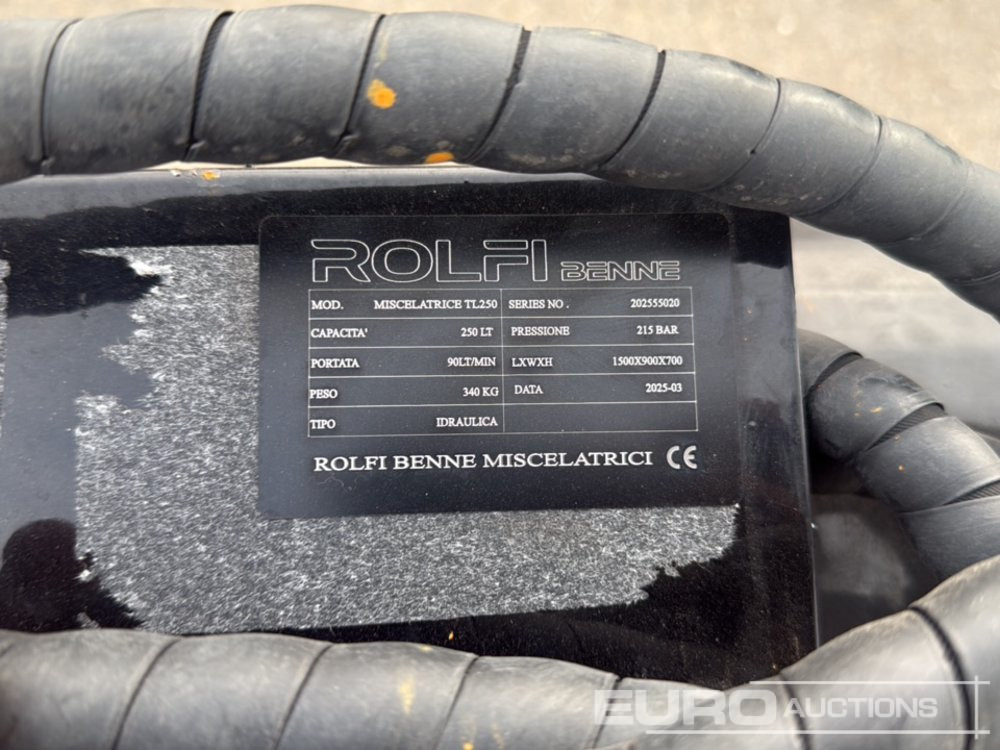 ROLFI BENNE
MOD. MISCELATRICE TL250 SERIES NO . 202555020
CAPACITA' 250 LT PRESSIONE 215 BAR
PORTATA 90LT/MIN LXWXH 1500X900X700
PESO 340 KG DATA 2025-03
TIPO IDRAULICA
ROLFI BENNE MISCELATRICI CE
EURO AUCTIONS